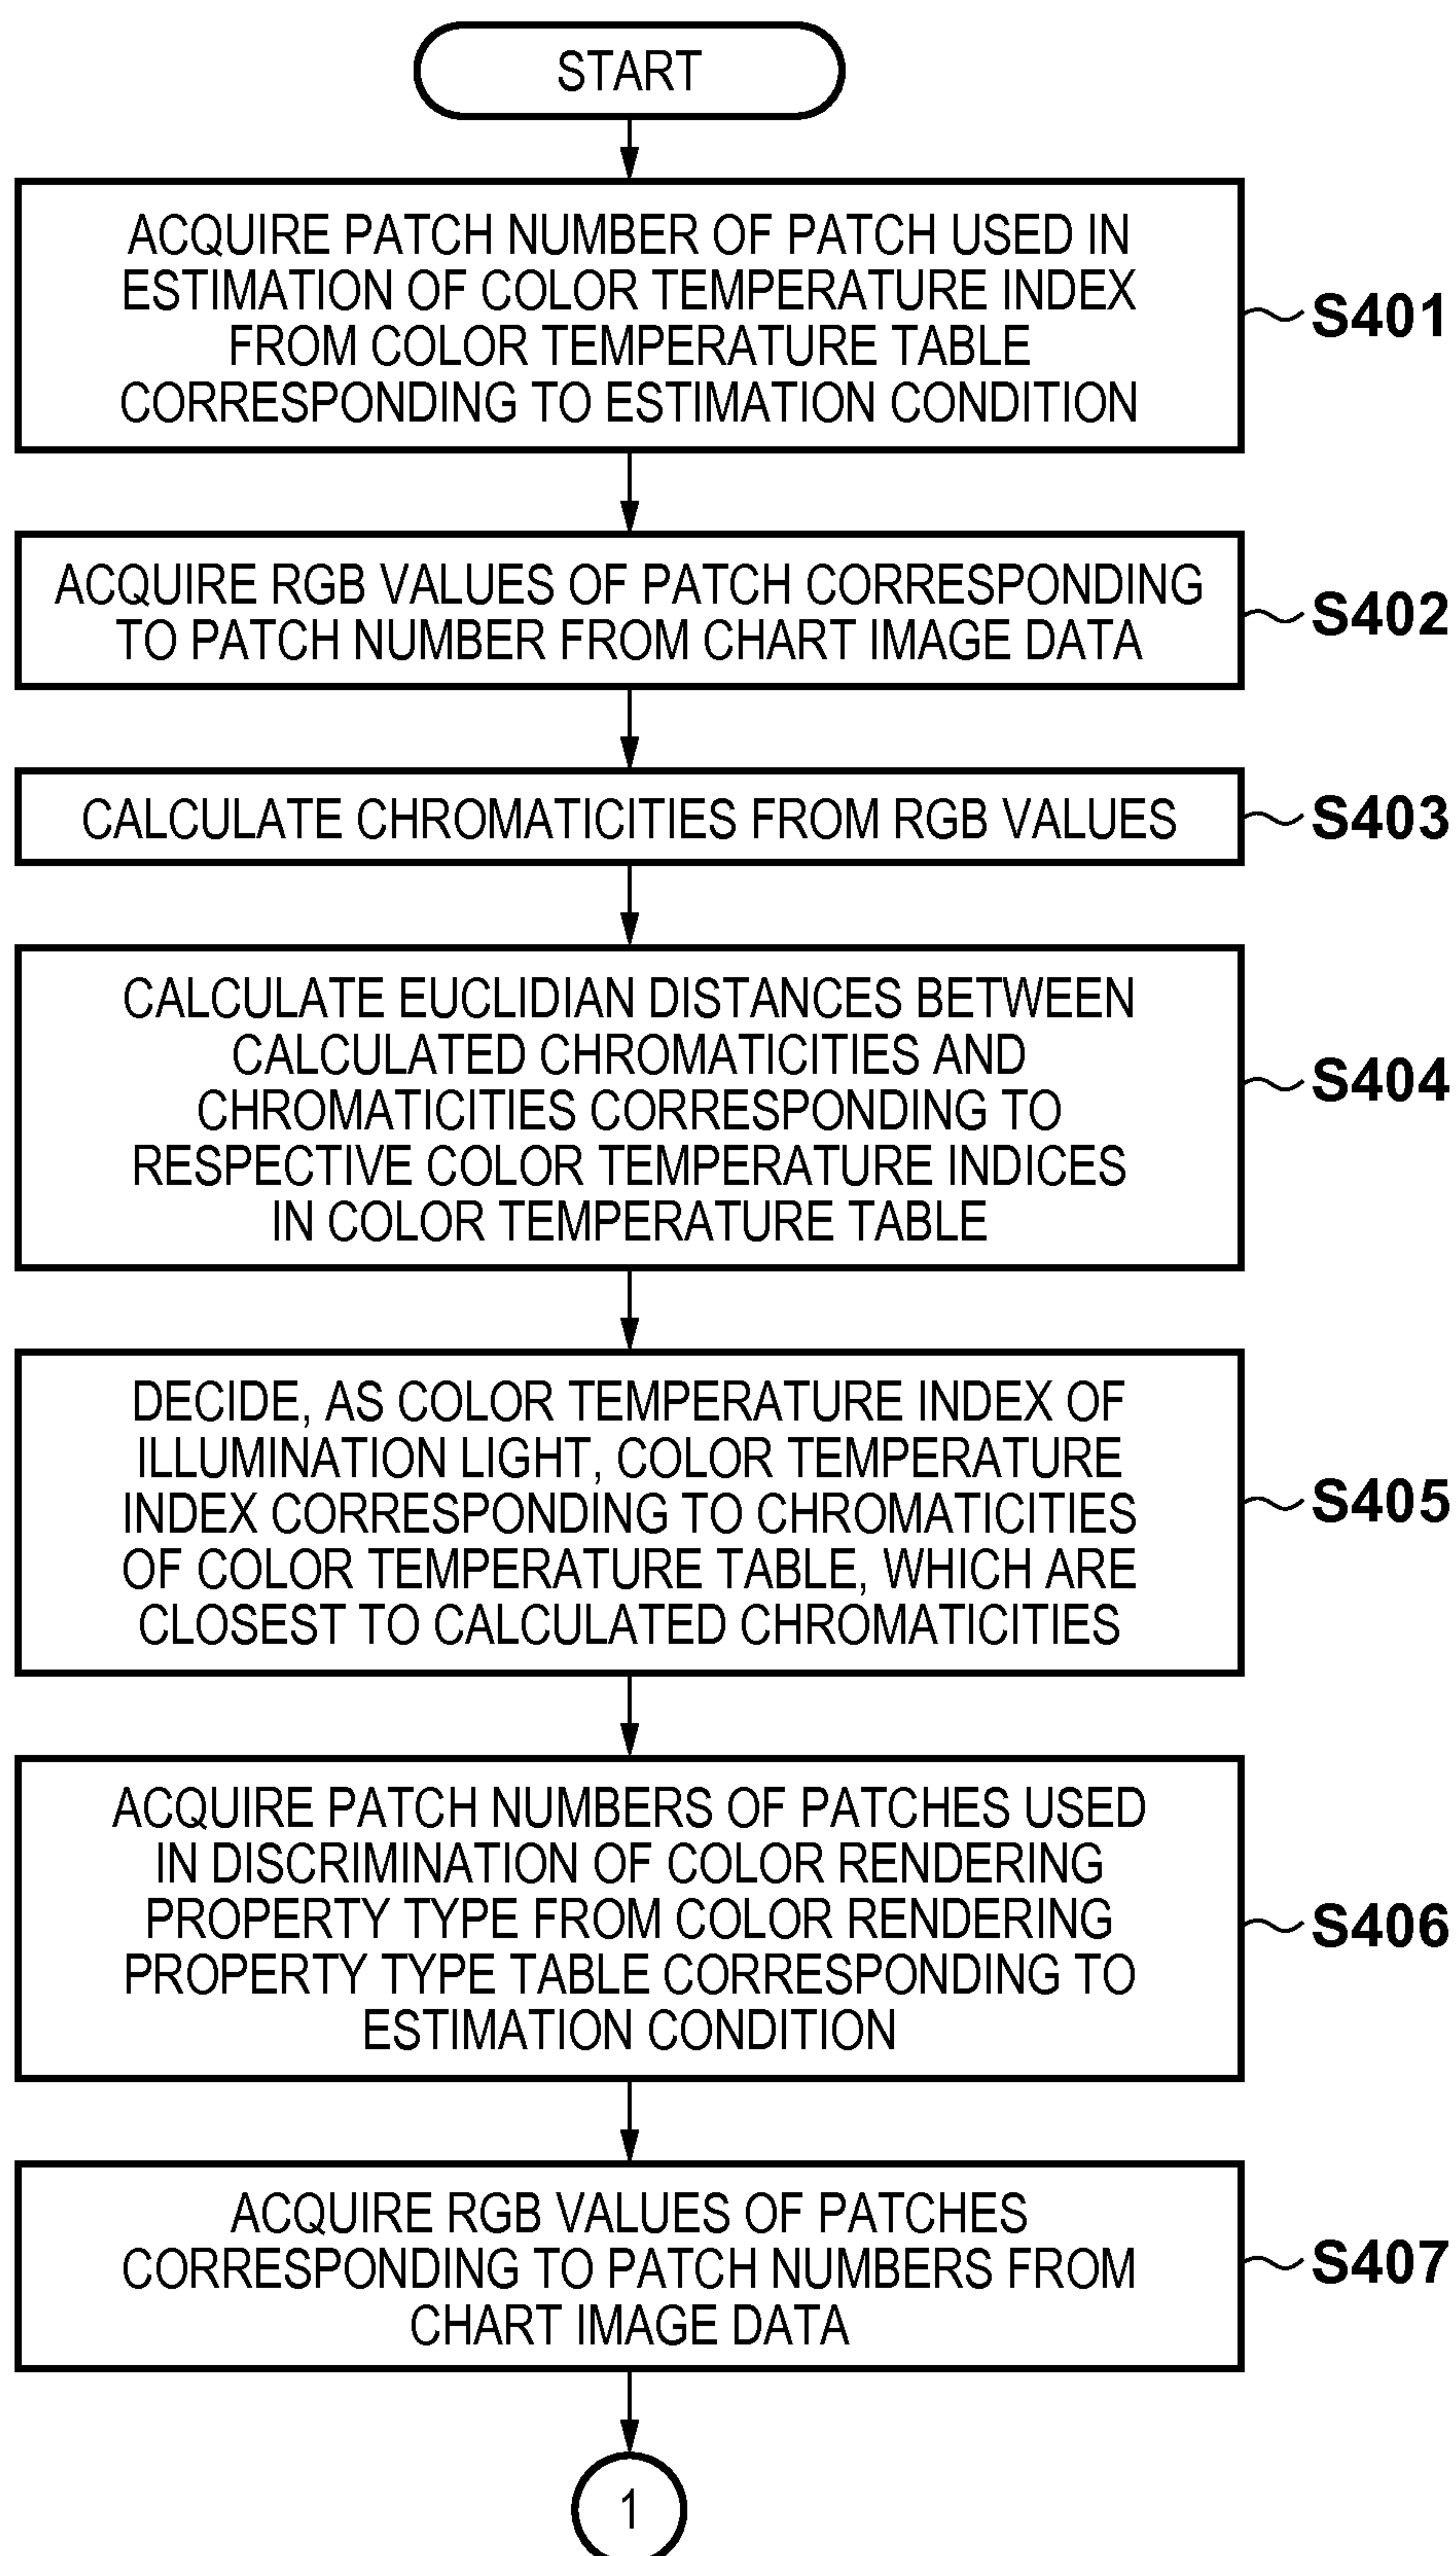 START
ACQUIRE PATCH NUMBER OF PATCH USED IN
ESTIMATION OF COLOR TEMPERATURE INDEX
FROM COLOR TEMPERATURE TABLE
CORRESPONDING TO ESTIMATION CONDITION
S401
ACQUIRE RGB VALUES OF PATCH CORRESPONDING
TO PATCH NUMBER FROM CHART IMAGE DATA
S402
CALCULATE CHROMATICITIES FROM RGB VALUES
S403
CALCULATE EUCLIDIAN DISTANCES BETWEEN
CALCULATED CHROMATICITIES AND
CHROMATICITIES CORRESPONDING TO
RESPECTIVE COLOR TEMPERATURE INDICES
IN COLOR TEMPERATURE TABLE
S404
DECIDE, AS COLOR TEMPERATURE INDEX OF
ILLUMINATION LIGHT, COLOR TEMPERATURE
INDEX CORRESPONDING TO CHROMATICITIES
OF COLOR TEMPERATURE TABLE, WHICH ARE
CLOSEST TO CALCULATED CHROMATICITIES
S405
ACQUIRE PATCH NUMBERS OF PATCHES USED
IN DISCRIMINATION OF COLOR RENDERING
PROPERTY TYPE FROM COLOR RENDERING
PROPERTY TYPE TABLE CORRESPONDING TO
ESTIMATION CONDITION
S406
ACQUIRE RGB VALUES OF PATCHES
CORRESPONDING TO PATCH NUMBERS FROM
CHART IMAGE DATA
S407
1